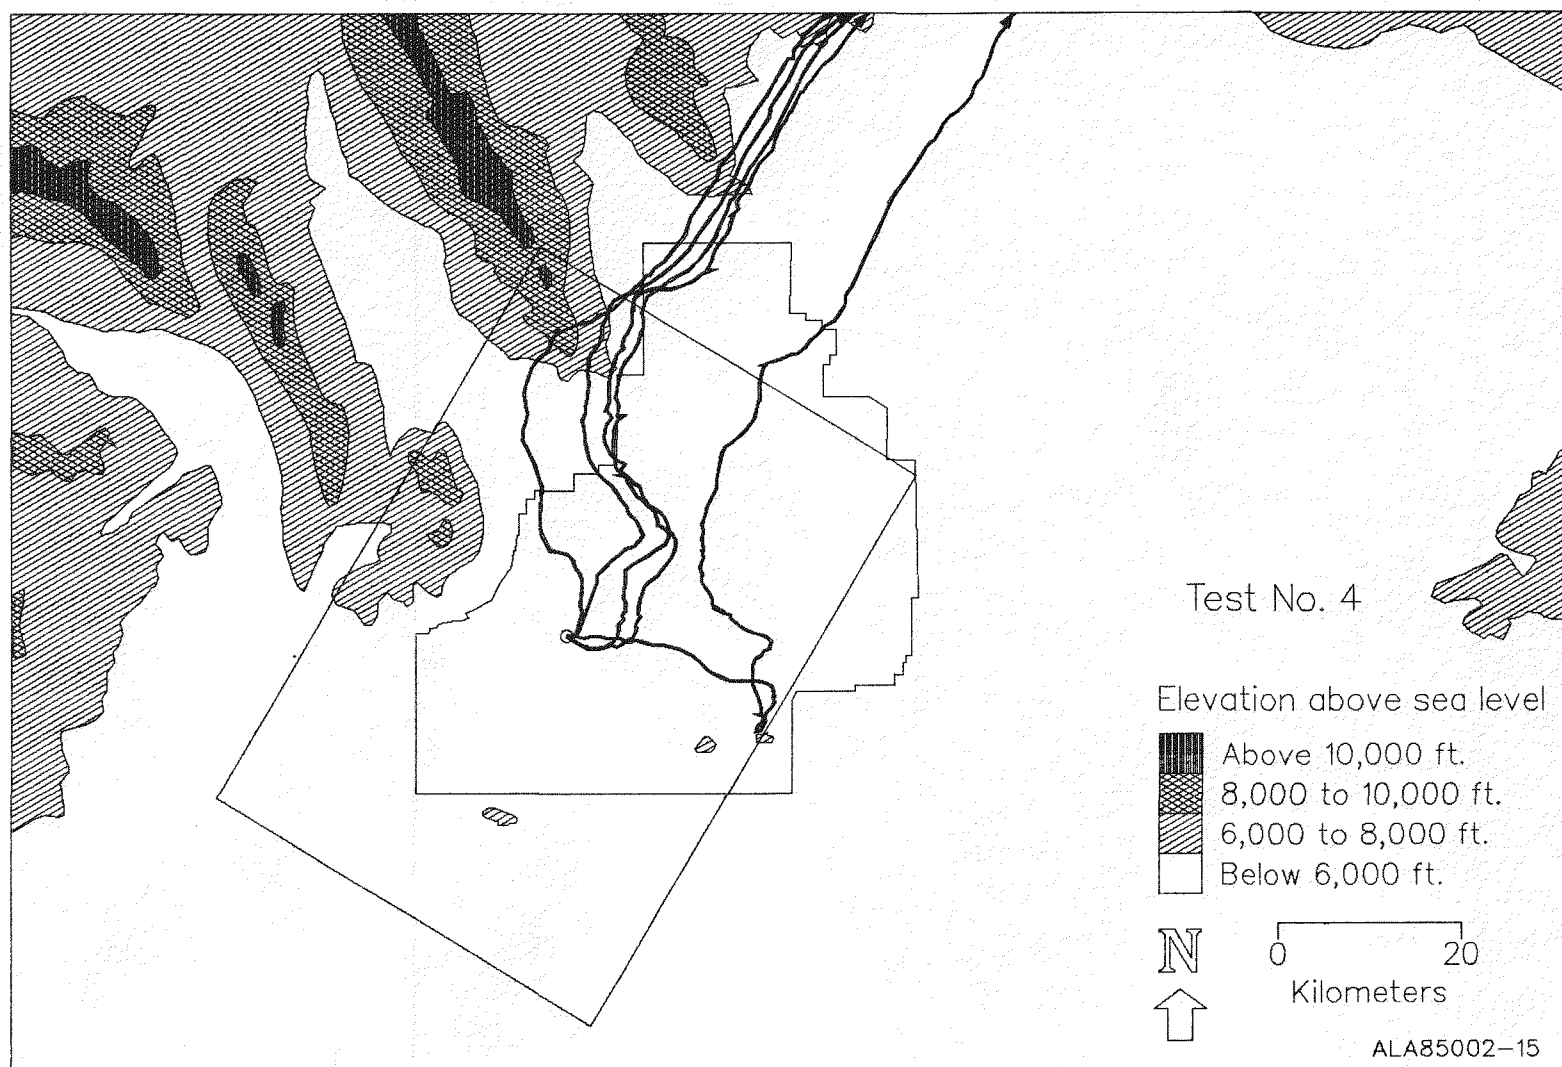 Test No. 4
Elevation above sea level
Above 10,000 ft.
8,000 to 10,000 ft.
6,000 to 8,000 ft.
Below 6,000 ft.
N
0 20
Kilometers
ALA85002-15